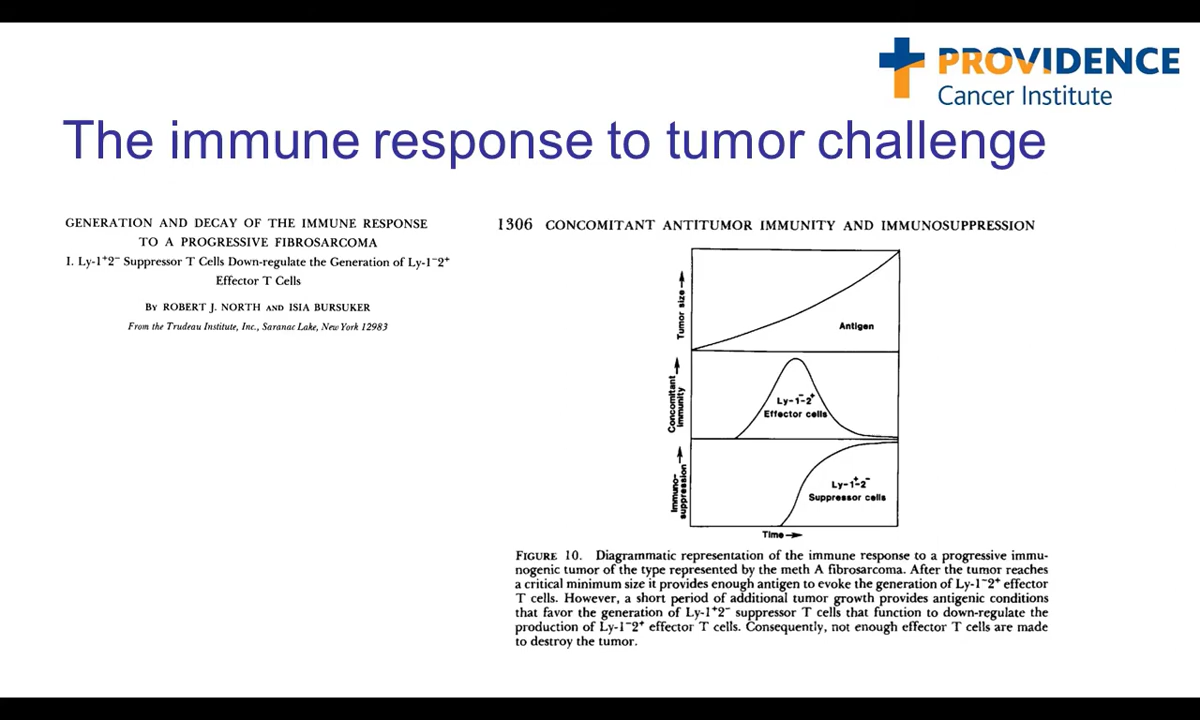 PROVIDENCE
Cancer Institute
The immune response to tumor challenge
GENERATION AND DECAY OF THE IMMUNE RESPONSE
TO A PROGRESSIVE FIBROSARCOMA
I. Ly-1⁺2⁻ Suppressor T Cells Down-regulate the Generation of Ly-1⁻2⁺
Effector T Cells
BY ROBERT J. NORTH AND ISIA BURSUKER
From the Trudeau Institute, Inc., Saranac Lake, New York 12983
1306 CONCOMITANT ANTITUMOR IMMUNITY AND IMMUNOSUPPRESSION
Tumor size
Antigen
Concomitant
Immunity
Ly-1⁻2⁺
Effector cells
Immuno-
suppression
Ly-1⁺2⁻
Suppressor cells
Time
FIGURE 10. Diagrammatic representation of the immune response to a progressive immu-
nogenic tumor of the type represented by the meth A fibrosarcoma. After the tumor reaches
a critical minimum size it provides enough antigen to evoke the generation of Ly-1⁻2⁺ effector
T cells. However, a short period of additional tumor growth provides antigenic conditions
that favor the generation of Ly-1⁺2⁻ suppressor T cells that function to down-regulate the
production of Ly-1⁻2⁺ effector T cells. Consequently, not enough effector T cells are made
to destroy the tumor.